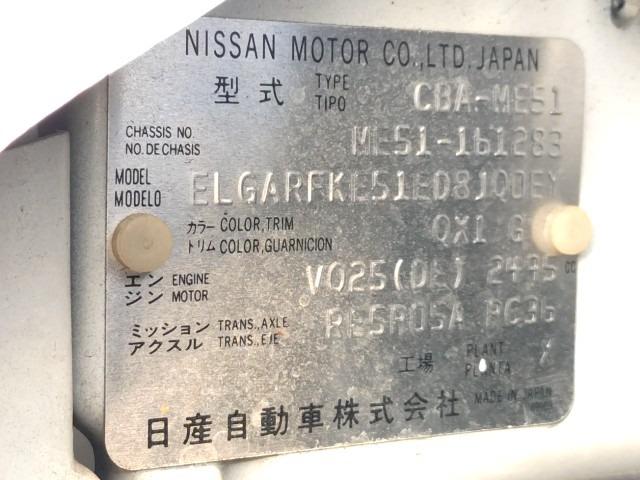 NISSAN MOTOR CO.,LTD. JAPAN
型式 TYPE TIPO CBA-ME51
CHASSIS NO. NO. DE CHASIS ME51-161283
MODEL MODELO ELGARFKE51ED81QDEY
カラー COLOR,TRIM QX1 G
トリム COLOR,GUARNICION
エンジン ENGINE MOTOR VQ25(DE) 2495 cc
ミッション TRANS.,AXLE RE5R05A RC36
アクスル TRANS.,EJE
工場 PLANT PLANTA
日産自動車株式会社 MADE IN JAPAN